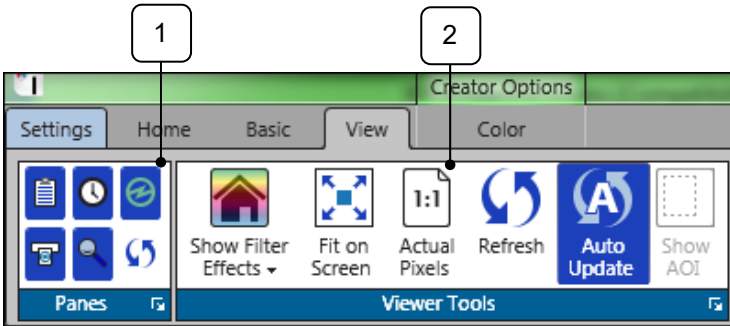 1
2
Creator Options
Settings Home Basic View Color
1:1
A
Show Filter Effects
Fit on Screen
Actual Pixels
Refresh
Auto Update
Show AOI
Panes
Viewer Tools